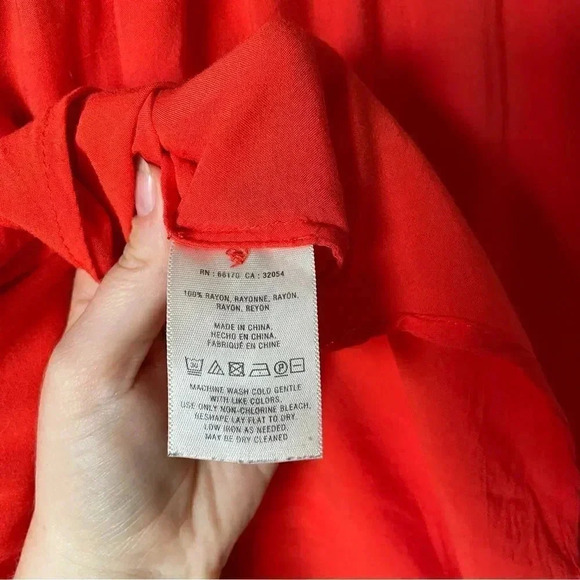 RN : 66170 CA : 32054
100% RAYON, RAYONNE, RAYÓN,
RAYON, REYON
MADE IN CHINA,
HECHO EN CHINA,
FABRIQUÉ EN CHINE
30 P
MACHINE WASH COLD GENTLE
WITH LIKE COLORS.
USE ONLY NON-CHLORINE BLEACH.
RESHAPE LAY FLAT TO DRY.
LOW IRON AS NEEDED.
MAY BE DRY CLEANED